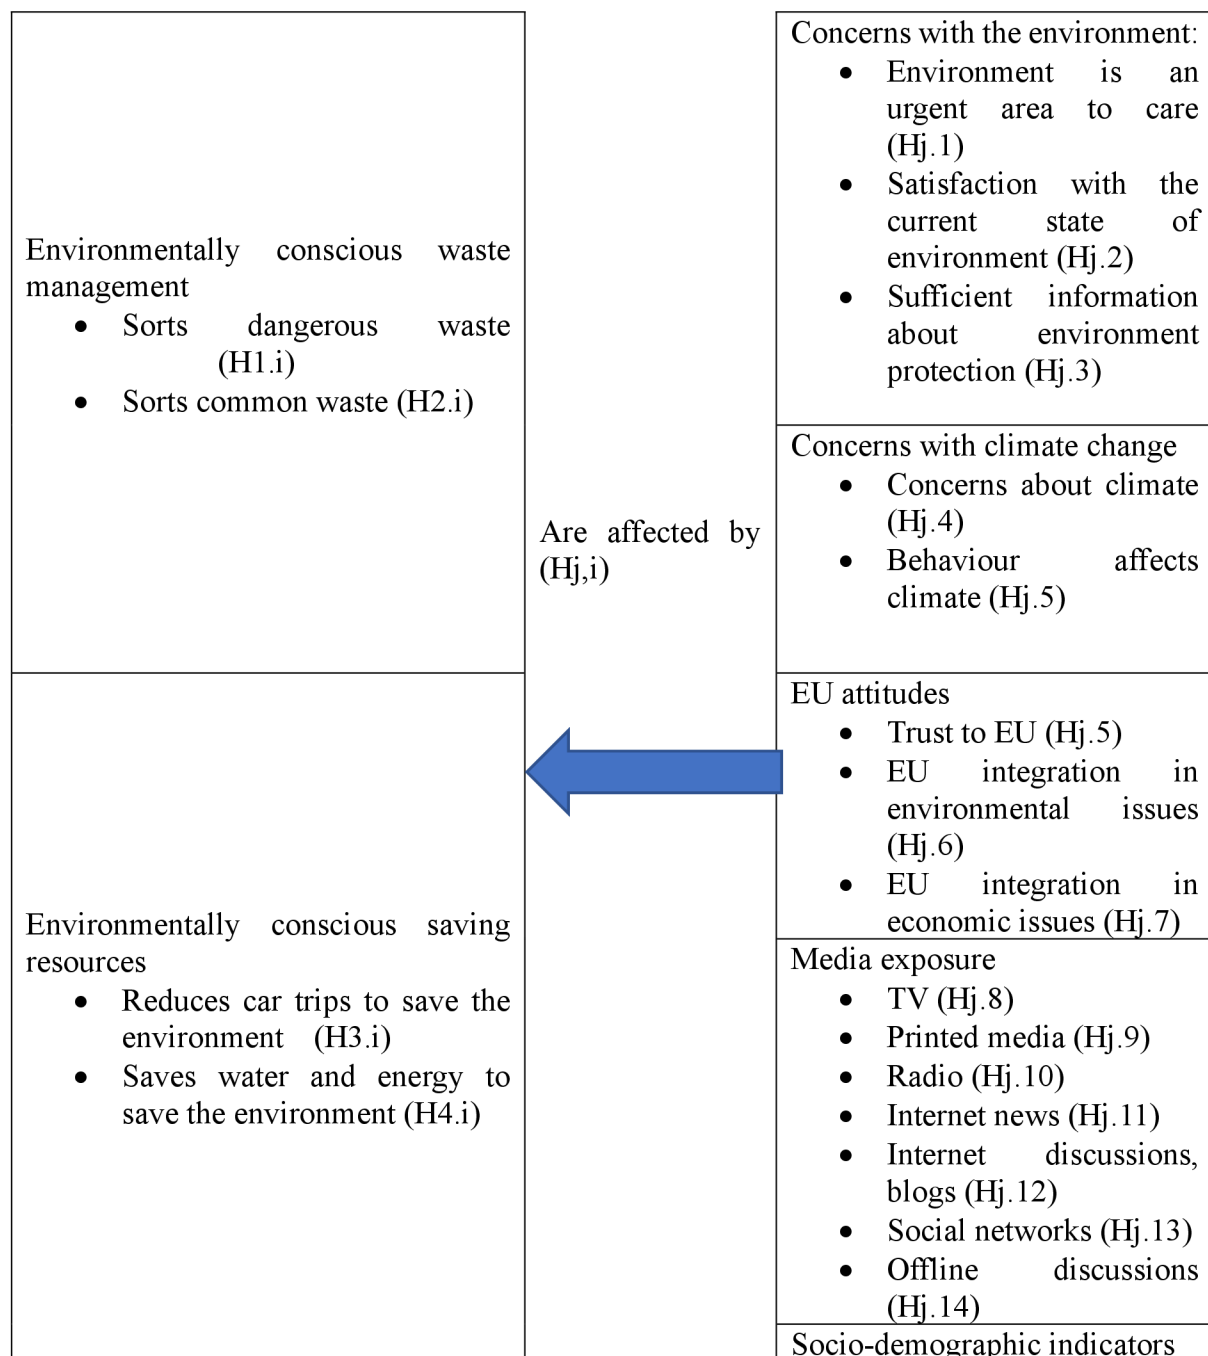 Environmentally conscious waste
management
• Sorts dangerous waste
(H1.i)
• Sorts common waste (H2.i)
Environmentally conscious saving
resources
• Reduces car trips to save the
environment (H3.i)
• Saves water and energy to
save the environment (H4.i)
Are affected by
(Hj,i)
Concerns with the environment:
• Environment is an
urgent area to care
(Hj.1)
• Satisfaction with the
current state of
environment (Hj.2)
• Sufficient information
about environment
protection (Hj.3)
Concerns with climate change
• Concerns about climate
(Hj.4)
• Behaviour affects
climate (Hj.5)
EU attitudes
• Trust to EU (Hj.5)
• EU integration in
environmental issues
(Hj.6)
• EU integration in
economic issues (Hj.7)
Media exposure
• TV (Hj.8)
• Printed media (Hj.9)
• Radio (Hj.10)
• Internet news (Hj.11)
• Internet discussions,
blogs (Hj.12)
• Social networks (Hj.13)
• Offline discussions
(Hj.14)
Socio-demographic indicators